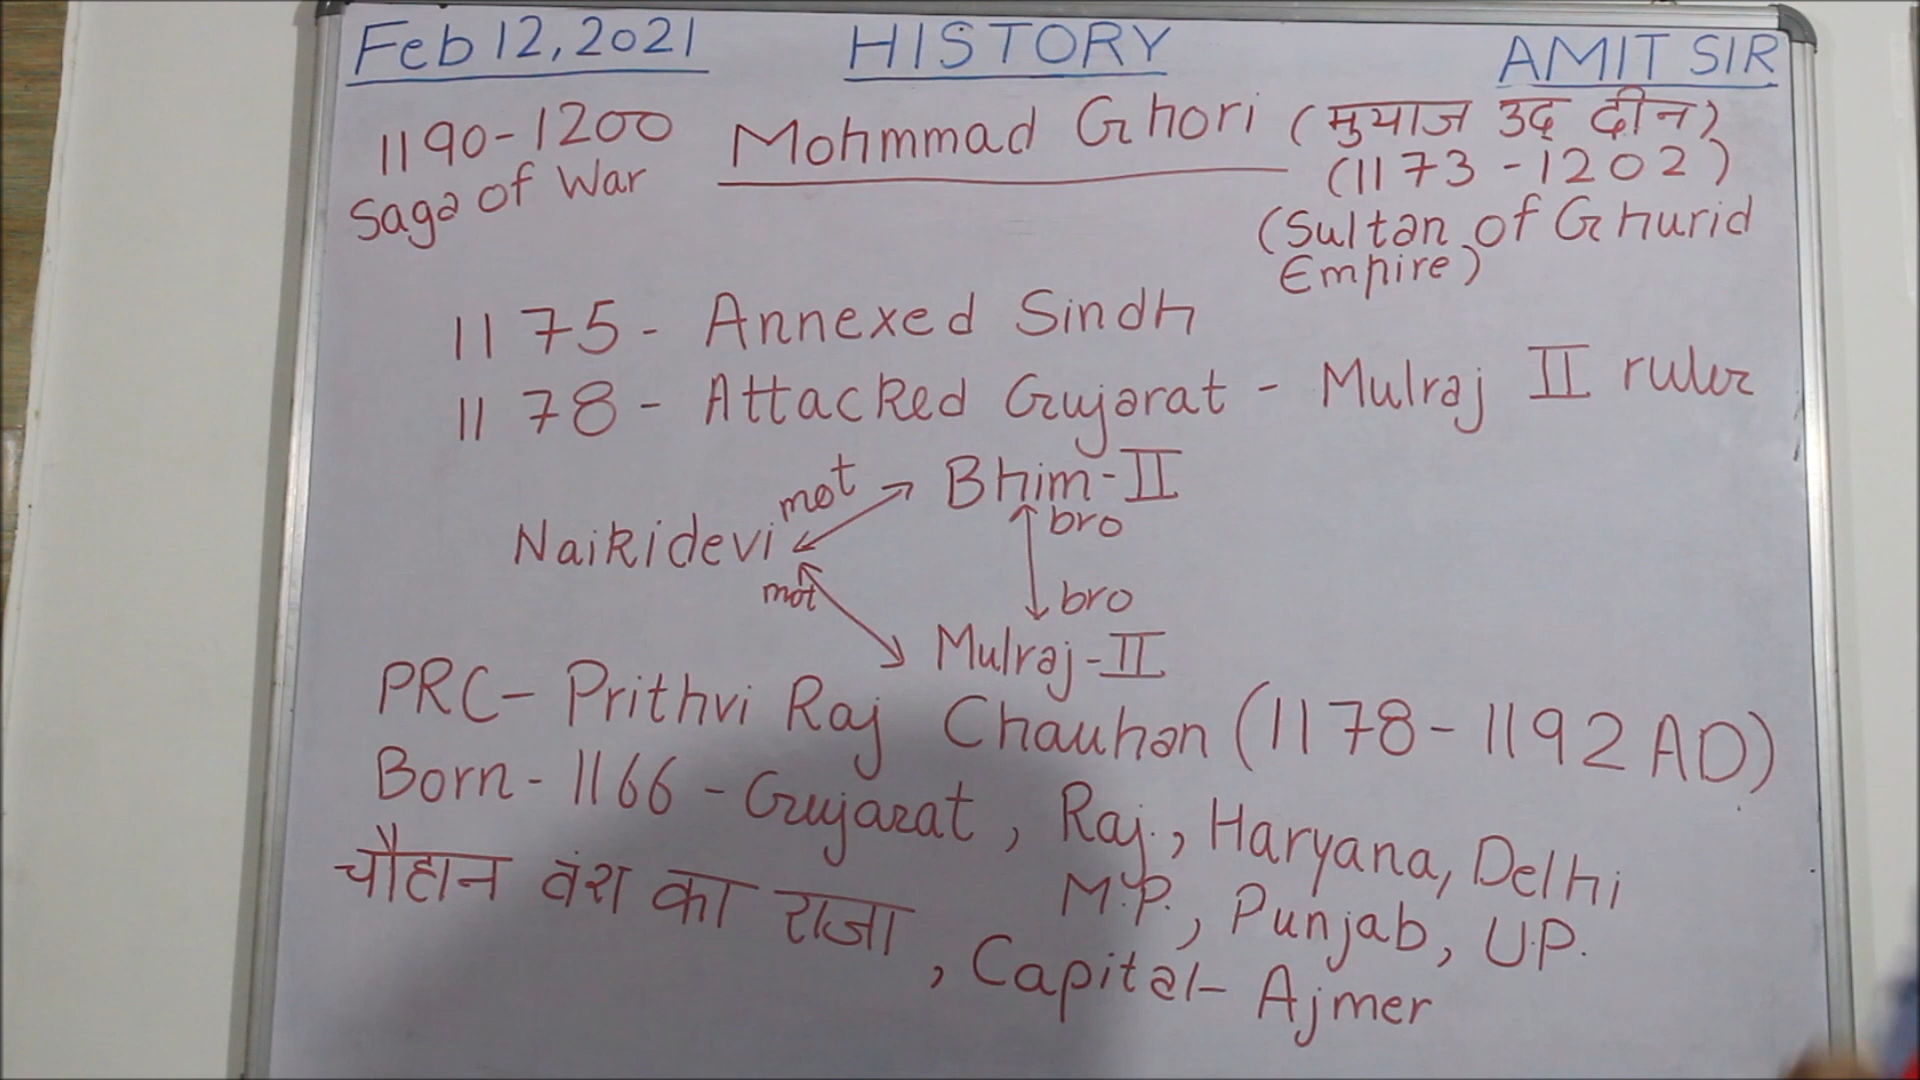 Feb 12, 2021 HISTORY AMIT SIR
1190-1200 Mohmmad Ghori (मुयाज उद् दीन)
Saga of War (1173-1202)
(Sultan of Ghurid
Empire)
1175- Annexed Sindh
1178- Attacked Gujarat - Mulraj II ruler
mot Bhim-II
Naikidevi bro
mot bro
Mulraj-II
PRC- Prithvi Raj Chauhan (1178-1192 AD)
Born- 1166 - Gujarat, Raj., Haryana, Delhi
चौहान वंश का राजा, M.P., Punjab, U.P.
Capital- Ajmer